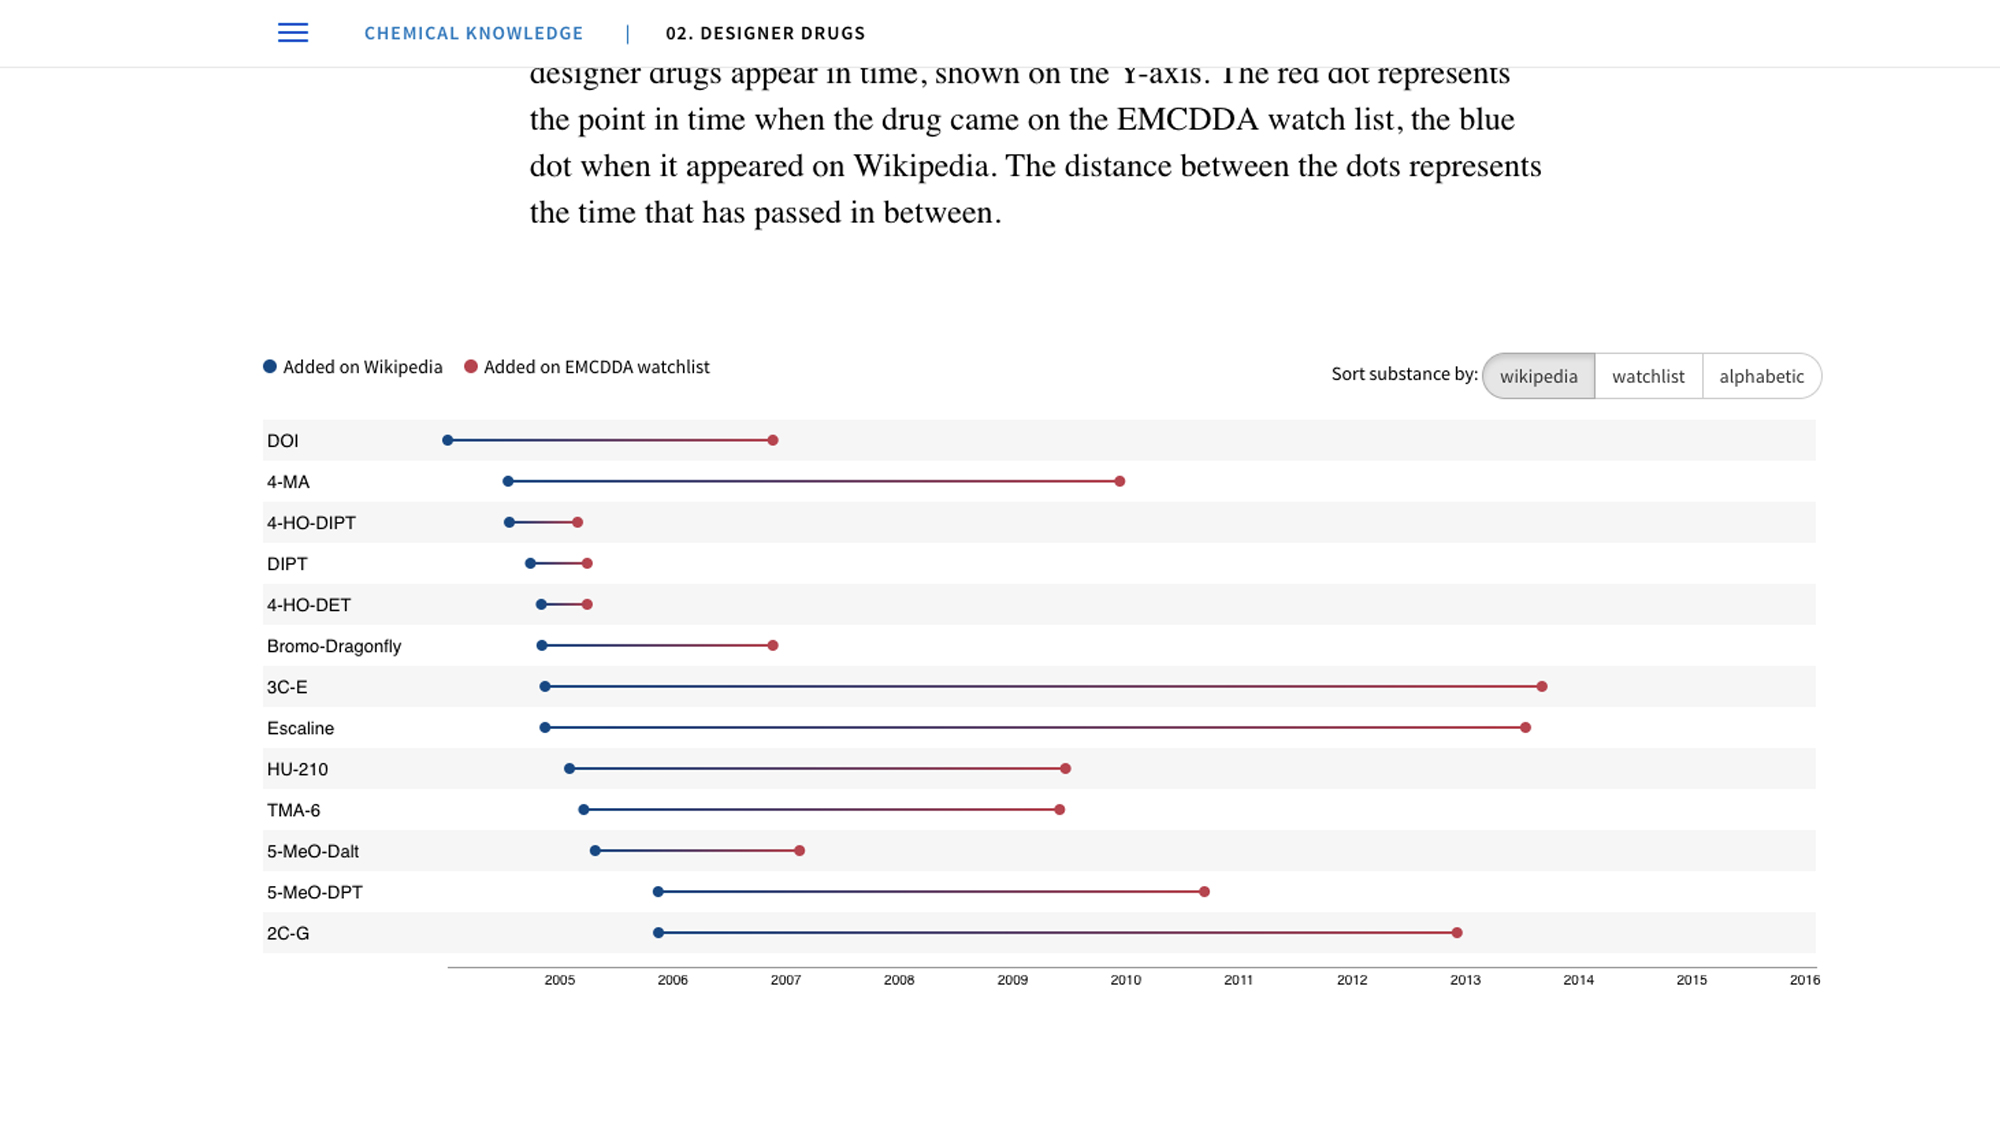 CHEMICAL KNOWLEDGE | 02. DESIGNER DRUGS
designer drugs appear in time, shown on the Y-axis. The red dot represents
the point in time when the drug came on the EMCDDA watch list, the blue
dot when it appeared on Wikipedia. The distance between the dots represents
the time that has passed in between.
Added on Wikipedia Added on EMCDDA watchlist
Sort substance by: wikipedia watchlist alphabetic
DOI
4-MA
4-HO-DIPT
DIPT
4-HO-DET
Bromo-Dragonfly
3C-E
Escaline
HU-210
TMA-6
5-MeO-Dalt
5-MeO-DPT
2C-G
2005 2006 2007 2008 2009 2010 2011 2012 2013 2014 2015 2016